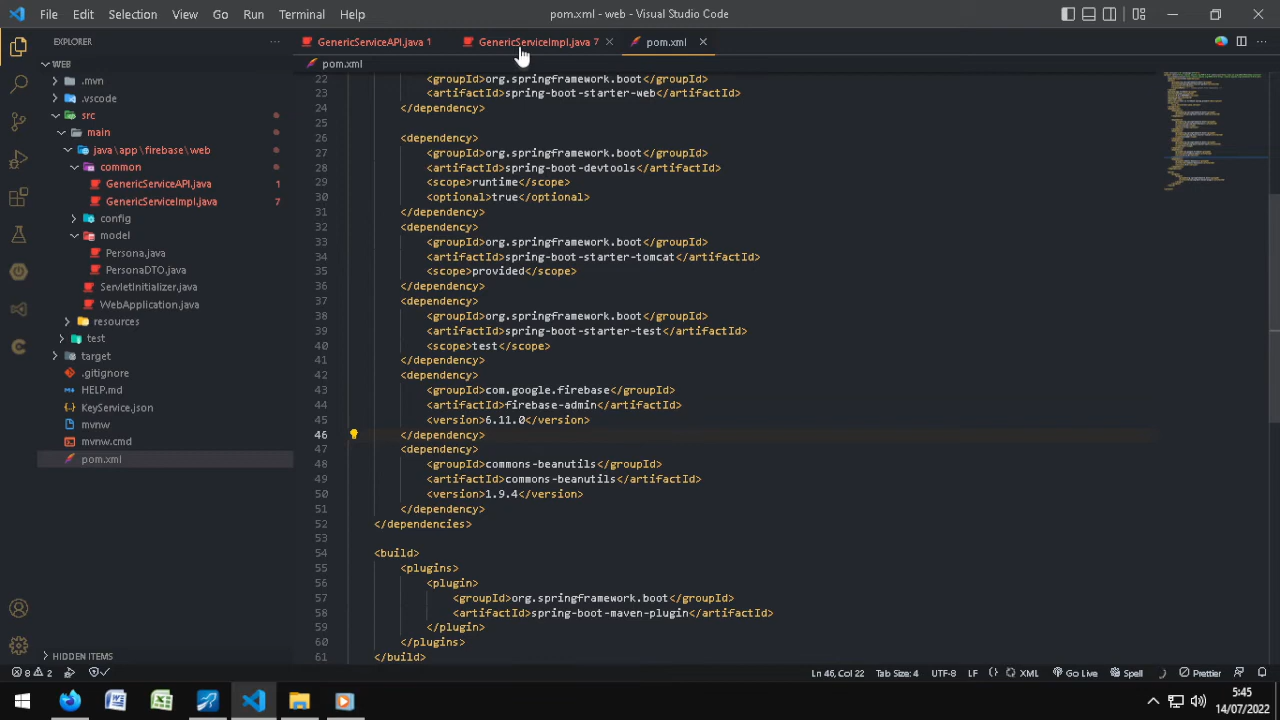 File Edit Selection View Go Run Terminal Help
pom.xml - web - Visual Studio Code
EXPLORER
WEB
.mvn
.vscode
src
main
java\app\firebase\web
common
GenericServiceAPI.java 1
GenericServiceImpl.java 7
config
model
Persona.java
PersonaDTO.java
ServletInitializer.java
WebApplication.java
resources
test
target
.gitignore
HELP.md
KeyService.json
mvnw
mvnw.cmd
pom.xml
HIDDEN ITEMS
GenericServiceAPI.java 1
GenericServiceImpl.java 7
pom.xml
pom.xml
22 <groupId>org.springframework.boot</groupId>
23 <artifactId>spring-boot-starter-web</artifactId>
24 </dependency>
25
26 <dependency>
27 <groupId>org.springframework.boot</groupId>
28 <artifactId>spring-boot-devtools</artifactId>
29 <scope>runtime</scope>
30 <optional>true</optional>
31 </dependency>
32 <dependency>
33 <groupId>org.springframework.boot</groupId>
34 <artifactId>spring-boot-starter-tomcat</artifactId>
35 <scope>provided</scope>
36 </dependency>
37 <dependency>
38 <groupId>org.springframework.boot</groupId>
39 <artifactId>spring-boot-starter-test</artifactId>
40 <scope>test</scope>
41 </dependency>
42 <dependency>
43 <groupId>com.google.firebase</groupId>
44 <artifactId>firebase-admin</artifactId>
45 <version>6.11.0</version>
46 </dependency>
47 <dependency>
48 <groupId>commons-beanutils</groupId>
49 <artifactId>commons-beanutils</artifactId>
50 <version>1.9.4</version>
51 </dependency>
52 </dependencies>
53
54 <build>
55 <plugins>
56 <plugin>
57 <groupId>org.springframework.boot</groupId>
58 <artifactId>spring-boot-maven-plugin</artifactId>
59 </plugin>
60 </plugins>
61 </build>
8 2 Ln 46, Col 22 Tab Size: 4 UTF-8 LF XML Go Live Spell Prettier
5:45
14/07/2022